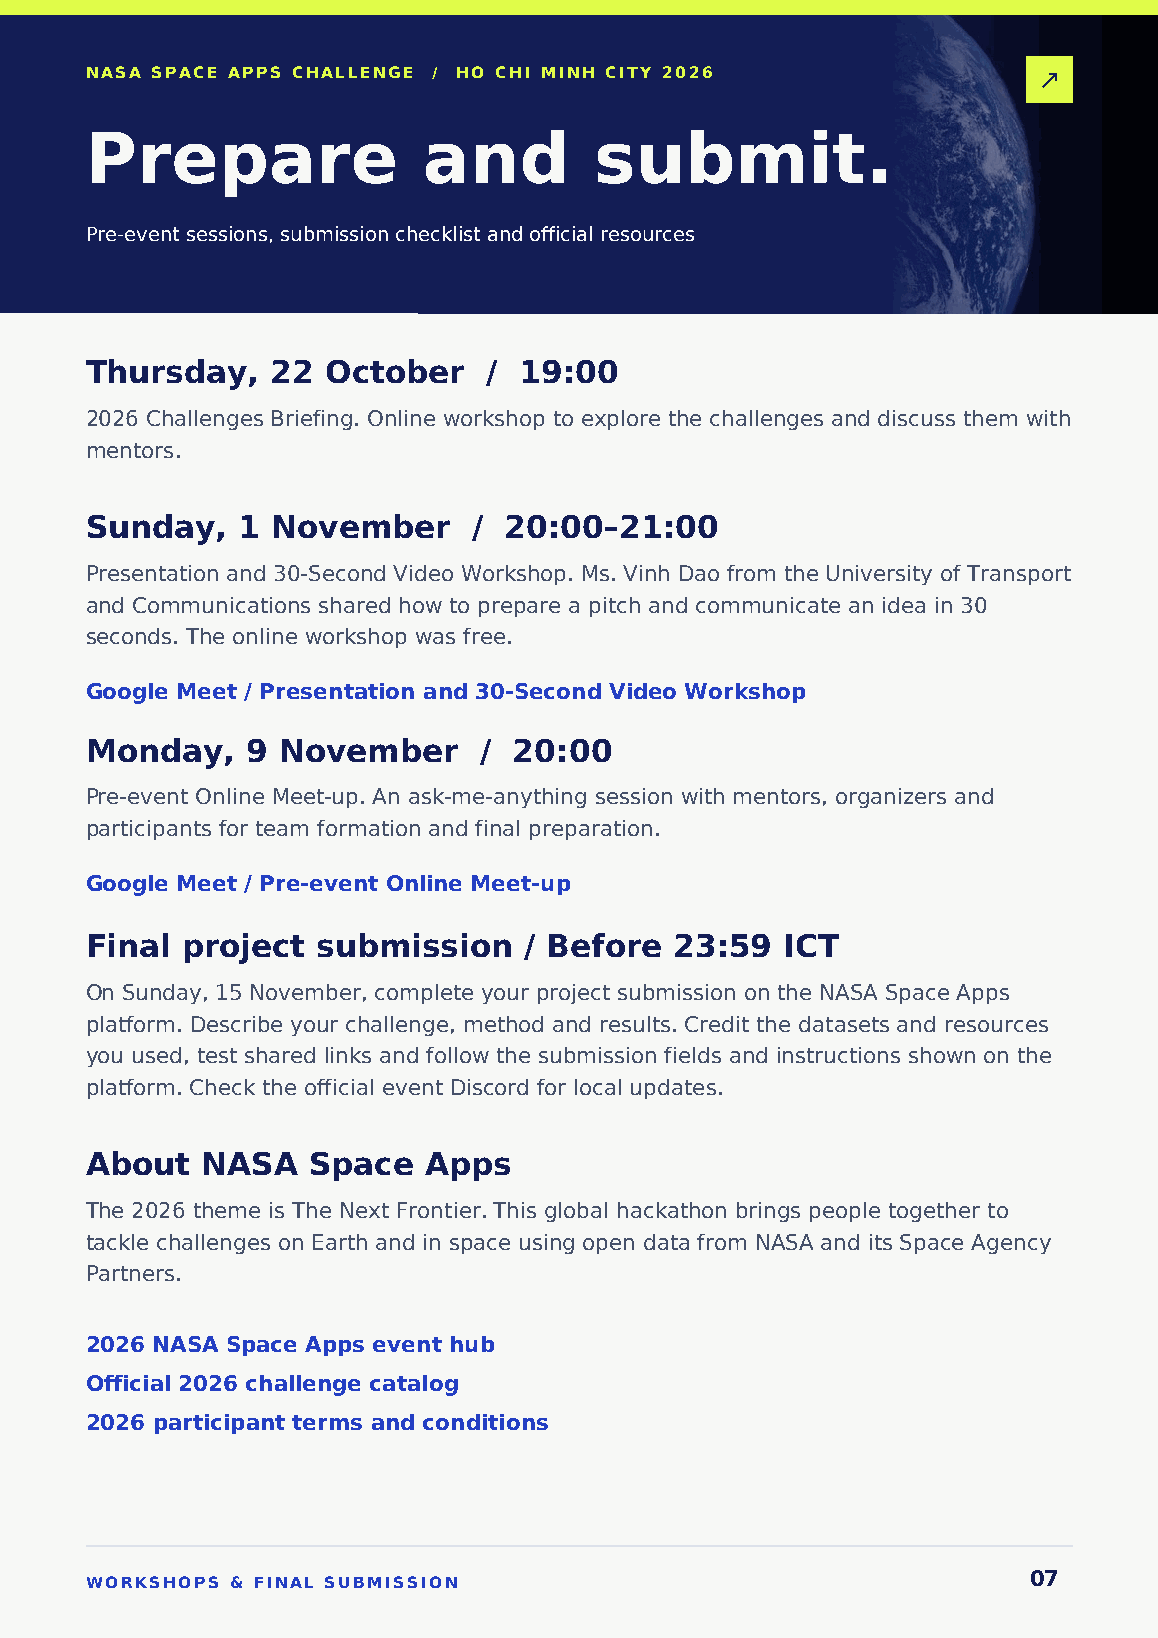 NASA SPACE APPS CHALLENGE / HO CHI MINH CITY 2026
↗
Prepare and submit.
Pre-event sessions, submission checklist and official resources
Thursday, 22 October / 19:00
2026 Challenges Briefing. Online workshop to explore the challenges and discuss them with
mentors.
Sunday, 1 November / 20:00–21:00
Presentation and 30-Second Video Workshop. Ms. Vinh Dao from the University of Transport
and Communications shared how to prepare a pitch and communicate an idea in 30
seconds. The online workshop was free.
Google Meet / Presentation and 30-Second Video Workshop
Monday, 9 November / 20:00
Pre-event Online Meet-up. An ask-me-anything session with mentors, organizers and
participants for team formation and final preparation.
Google Meet / Pre-event Online Meet-up
Final project submission / Before 23:59 ICT
On Sunday, 15 November, complete your project submission on the NASA Space Apps
platform. Describe your challenge, method and results. Credit the datasets and resources
you used, test shared links and follow the submission fields and instructions shown on the
platform. Check the official event Discord for local updates.
About NASA Space Apps
The 2026 theme is The Next Frontier. This global hackathon brings people together to
tackle challenges on Earth and in space using open data from NASA and its Space Agency
Partners.
2026 NASA Space Apps event hub
Official 2026 challenge catalog
2026 participant terms and conditions
WORKSHOPS & FINAL SUBMISSION
07